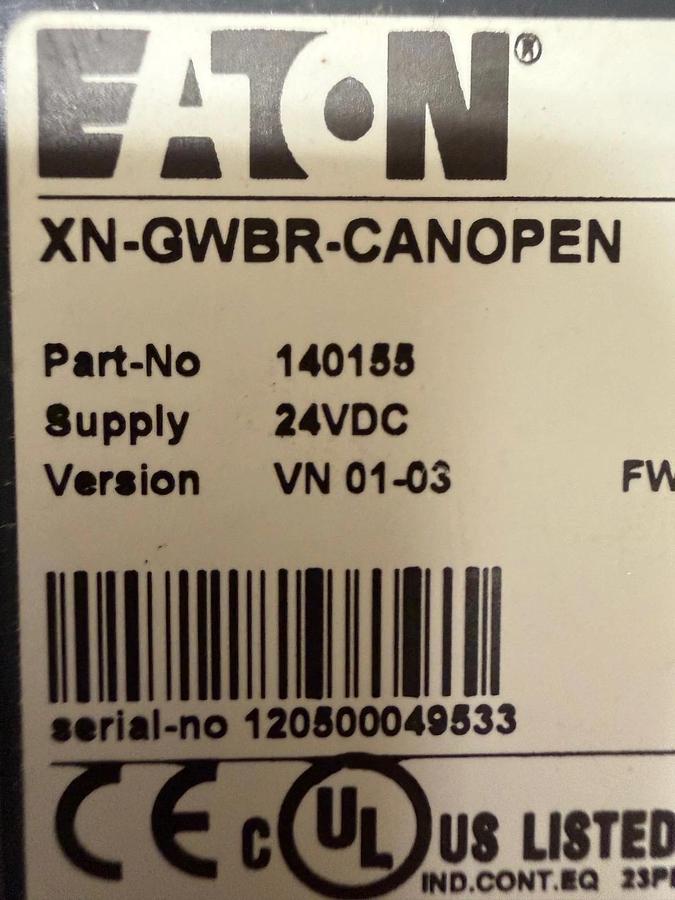 EATON®
XN-GWBR-CANOPEN
Part-No 140155
Supply 24VDC
Version VN 01-03 FW
serial-no 120500049533
CE C UL US LISTED
IND.CONT.EQ 23P